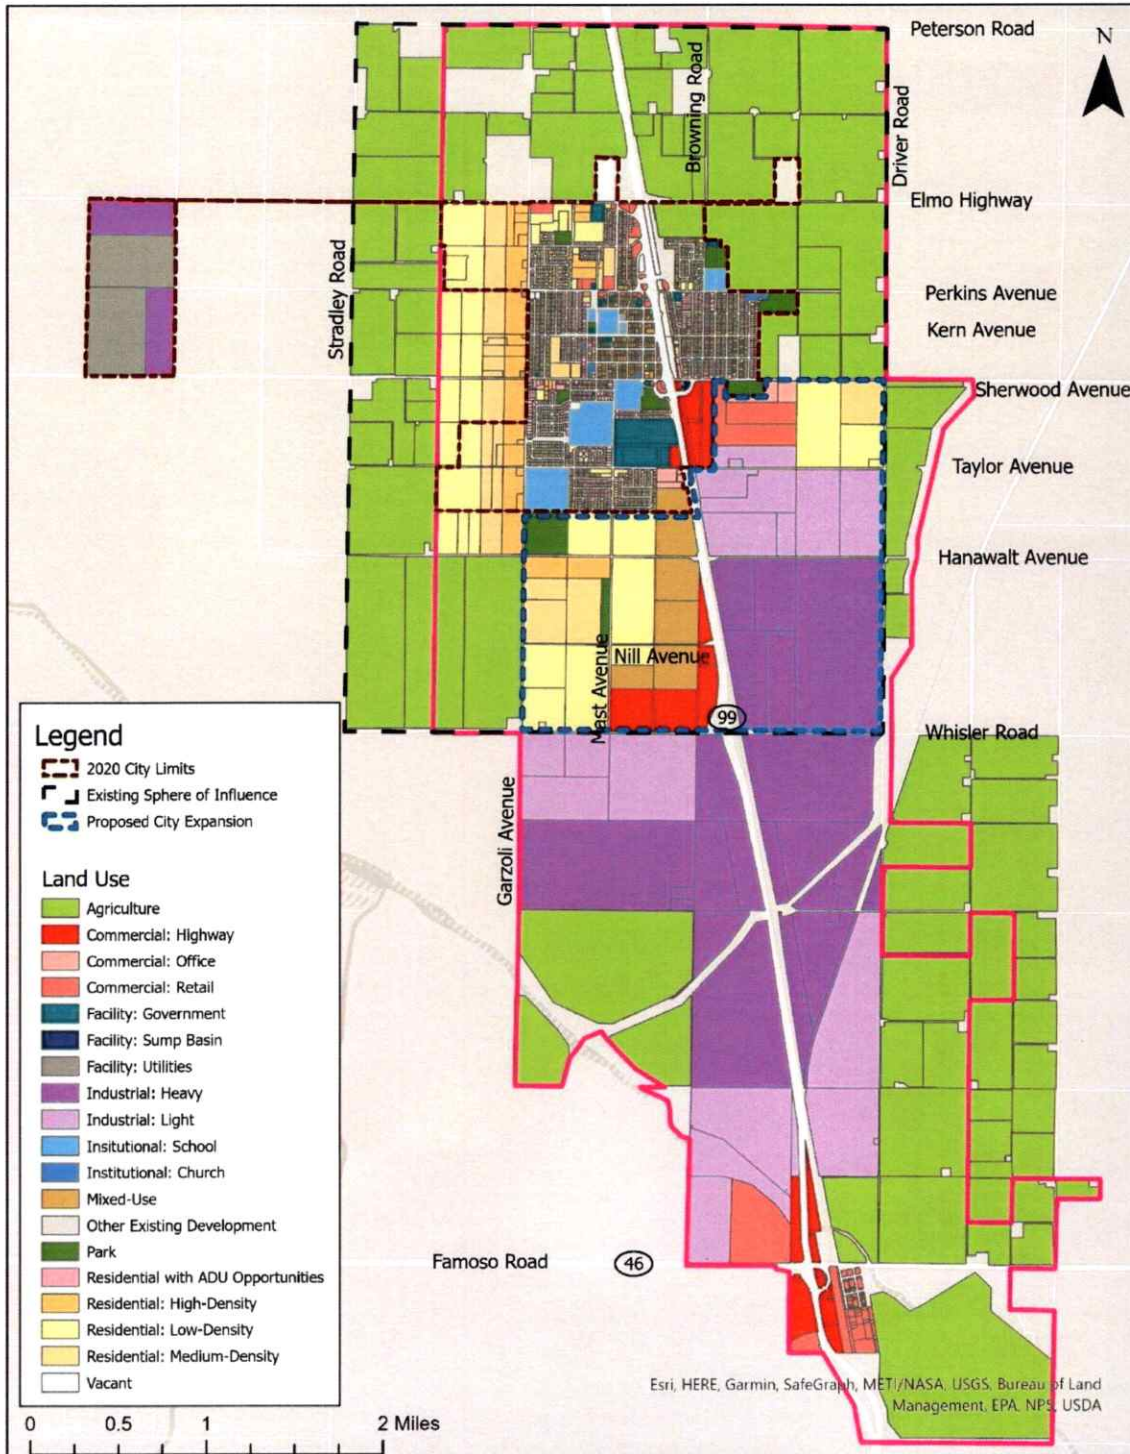 Peterson Road
N
Browning Road
Driver Road
Elmo Highway
Stradley Road
Perkins Avenue
Kern Avenue
Sherwood Avenue
Taylor Avenue
Hanawalt Avenue
Mast Avenue
Nill Avenue
99
Whisler Road
Garzoli Avenue
Famoso Road
46
Legend
2020 City Limits
Existing Sphere of Influence
Proposed City Expansion
Land Use
Agriculture
Commercial: Highway
Commercial: Office
Commercial: Retail
Facility: Government
Facility: Sump Basin
Facility: Utilities
Industrial: Heavy
Industrial: Light
Insitutional: School
Institutional: Church
Mixed-Use
Other Existing Development
Park
Residential with ADU Opportunities
Residential: High-Density
Residential: Low-Density
Residential: Medium-Density
Vacant
Esri, HERE, Garmin, SafeGraph, METI/NASA, USGS, Bureau of Land
Management, EPA, NPS, USDA
0 0.5 1 2 Miles